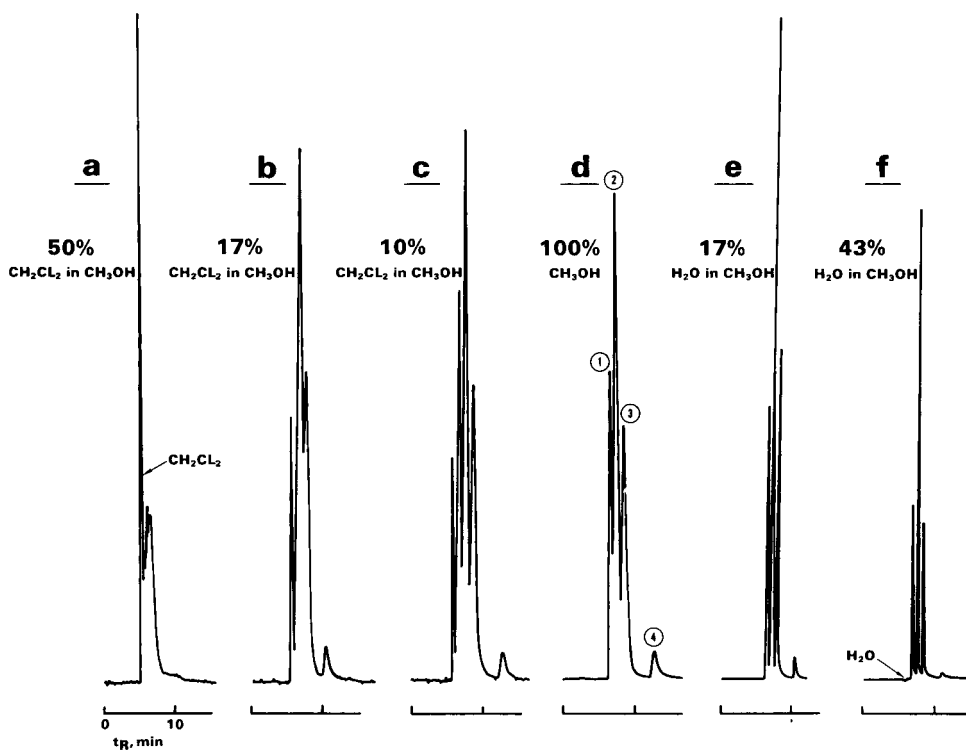 a
50%
CH₂CL₂ in CH₃OH
CH₂CL₂
b
17%
CH₂CL₂ in CH₃OH
c
10%
CH₂CL₂ in CH₃OH
d
100%
CH₃OH
1
2
3
4
e
17%
H₂O in CH₃OH
f
43%
H₂O in CH₃OH
H₂O
0 10
tR, min